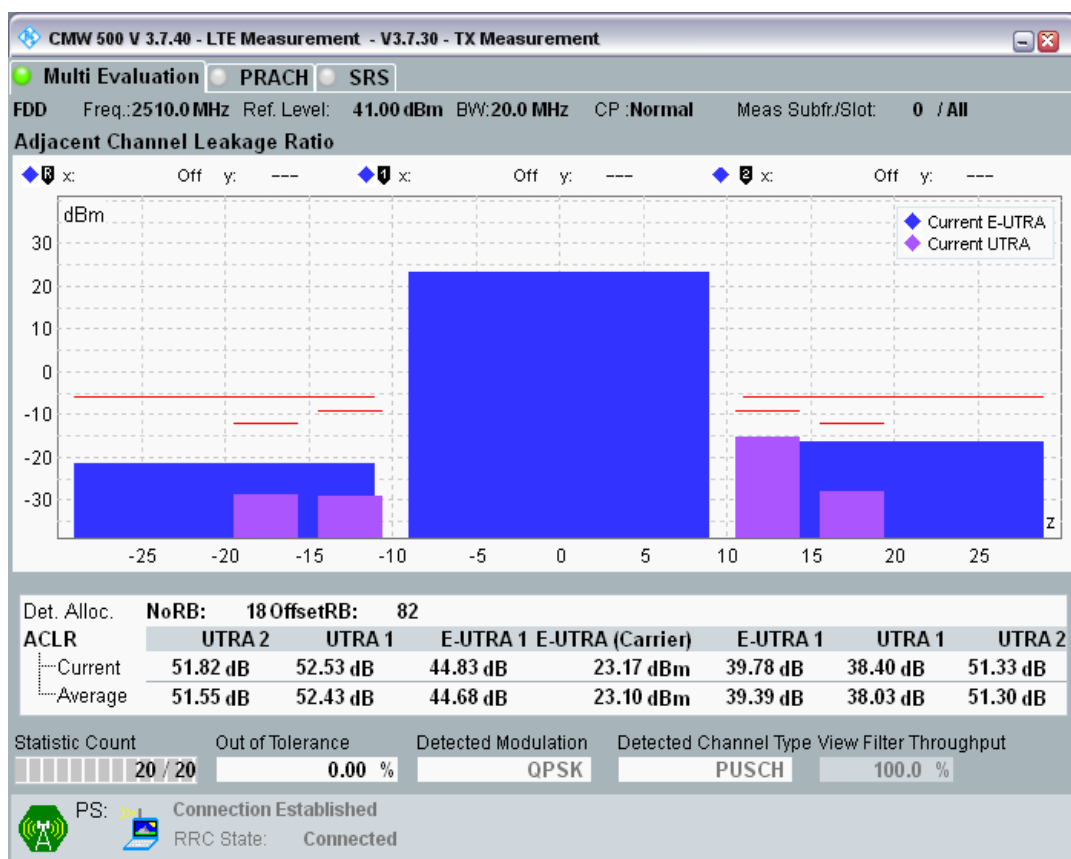 CMW 500 V 3.7.40 - LTE Measurement - V3.7.30 - TX Measurement
Multi Evaluation PRACH SRS
FDD Freq.:2510.0 MHz Ref. Level: 41.00 dBm BW:20.0 MHz CP :Normal Meas Subfr./Slot: 0 / All
Adjacent Channel Leakage Ratio
R x: Off y: --- 1 x: Off y: --- 2 x: Off y: ---
dBm
Current E-UTRA
Current UTRA
30
20
10
0
-10
-20
-30
z
-25 -20 -15 -10 -5 0 5 10 15 20 25
Det. Alloc. NoRB: 18 OffsetRB: 82
ACLR UTRA 2 UTRA 1 E-UTRA 1 E-UTRA (Carrier) E-UTRA 1 UTRA 1 UTRA 2
Current 51.82 dB 52.53 dB 44.83 dB 23.17 dBm 39.78 dB 38.40 dB 51.33 dB
Average 51.55 dB 52.43 dB 44.68 dB 23.10 dBm 39.39 dB 38.03 dB 51.30 dB
Statistic Count Out of Tolerance Detected Modulation Detected Channel Type View Filter Throughput
20 / 20 0.00 % QPSK PUSCH 100.0 %
PS: Connection Established
RRC State: Connected